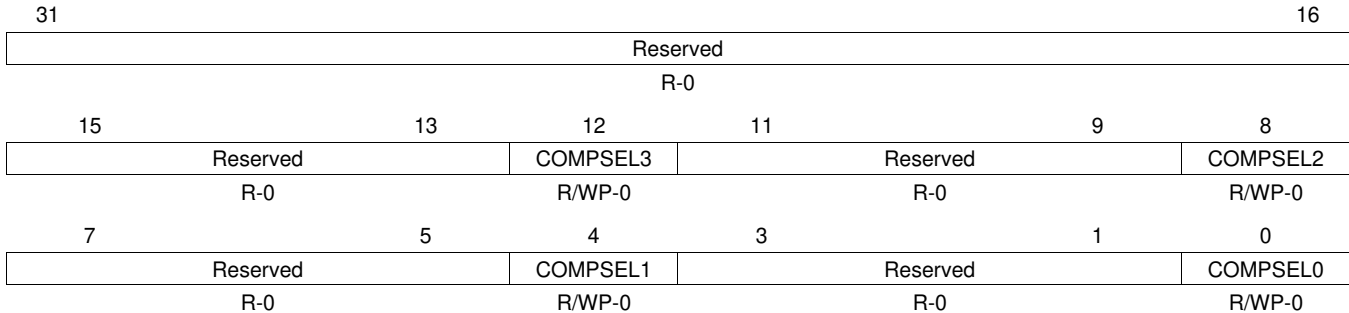 31 16
Reserved
R-0
15 13 12 11 9 8
Reserved COMPSEL3 Reserved COMPSEL2
R-0 R/WP-0 R-0 R/WP-0
7 5 4 3 1 0
Reserved COMPSEL1 Reserved COMPSEL0
R-0 R/WP-0 R-0 R/WP-0